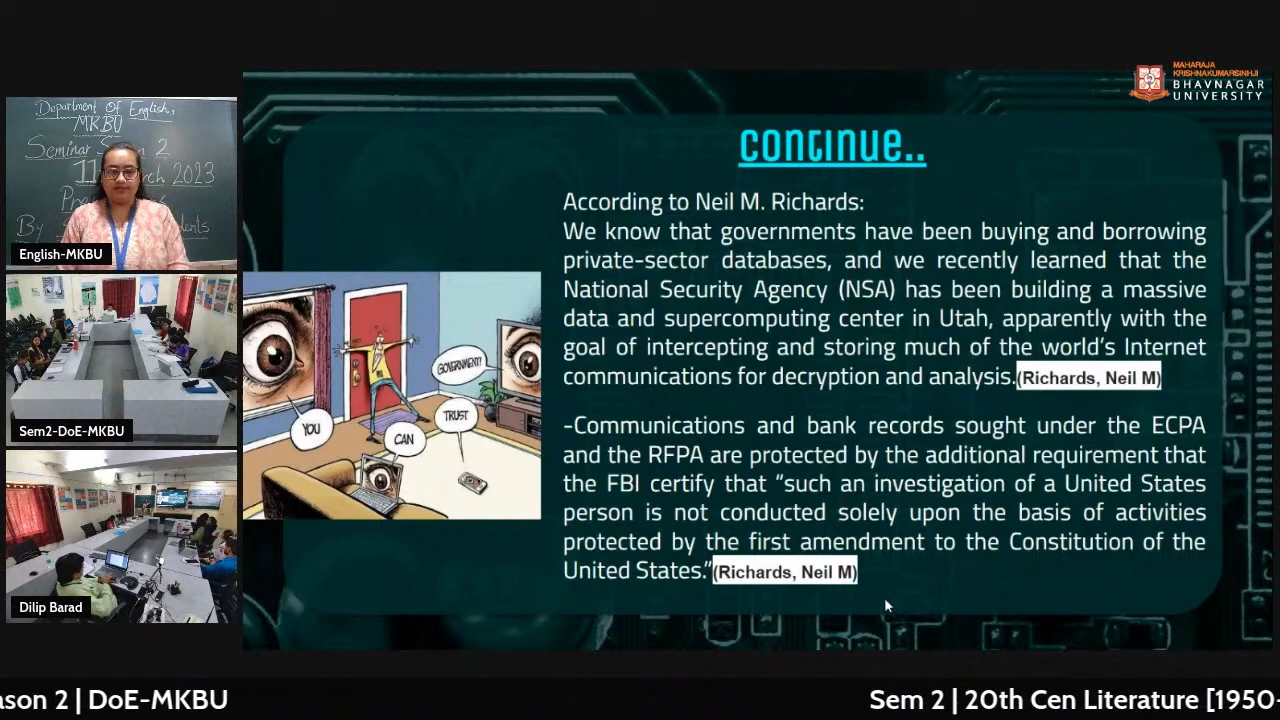 MAHARAJA
KRISHNAKUMARSINHJI
BHAVNAGAR
UNIVERSITY
Department Of English,
MKBU
Seminar
2
11
rch 2023
By
English-MKBU
Sem2-DoE-MKBU
Dilip Barad
continue..
According to Neil M. Richards:
We know that governments have been buying and borrowing
private-sector databases, and we recently learned that the
National Security Agency (NSA) has been building a massive
data and supercomputing center in Utah, apparently with the
goal of intercepting and storing much of the world's Internet
communications for decryption and analysis.(Richards, Neil M)
-Communications and bank records sought under the ECPA
and the RFPA are protected by the additional requirement that
the FBI certify that “such an investigation of a United States
person is not conducted solely upon the basis of activities
protected by the first amendment to the Constitution of the
United States.”(Richards, Neil M)
YOU
CAN
TRUST
GOVERNMENT!
ason 2 | DoE-MKBU
Sem 2 | 20th Cen Literature [1950-